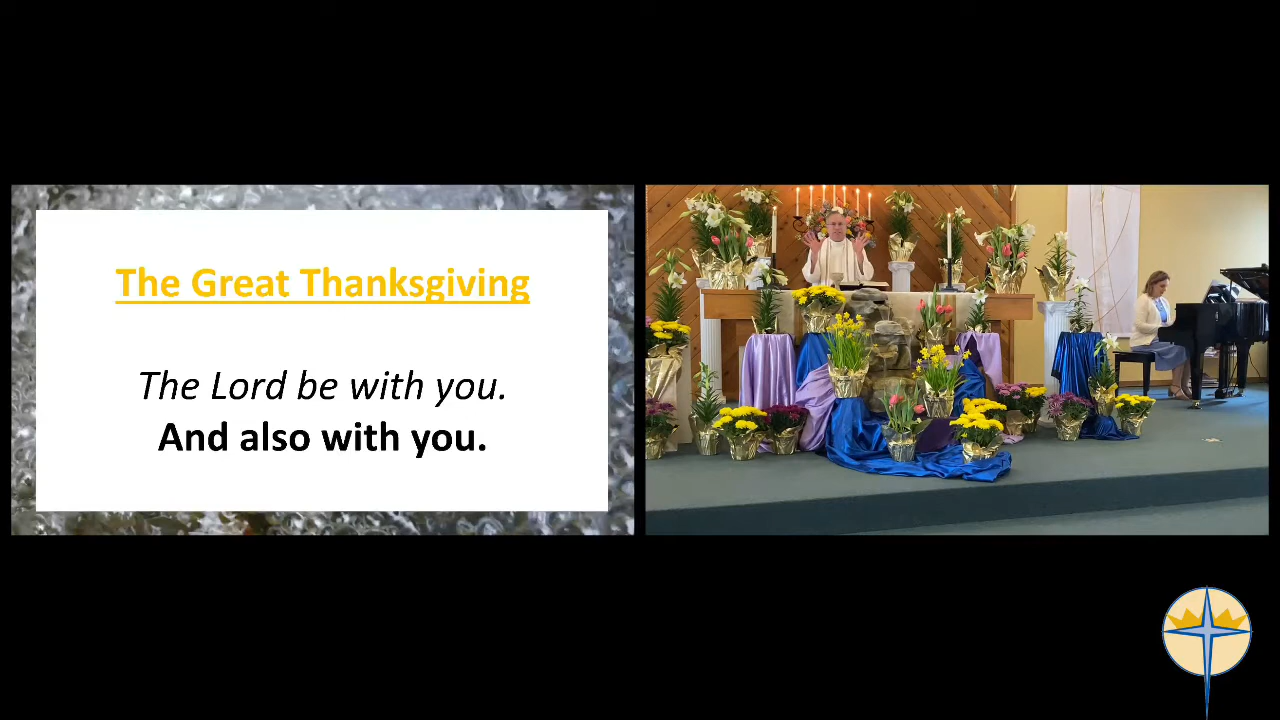 The Great Thanksgiving
The Lord be with you.
And also with you.